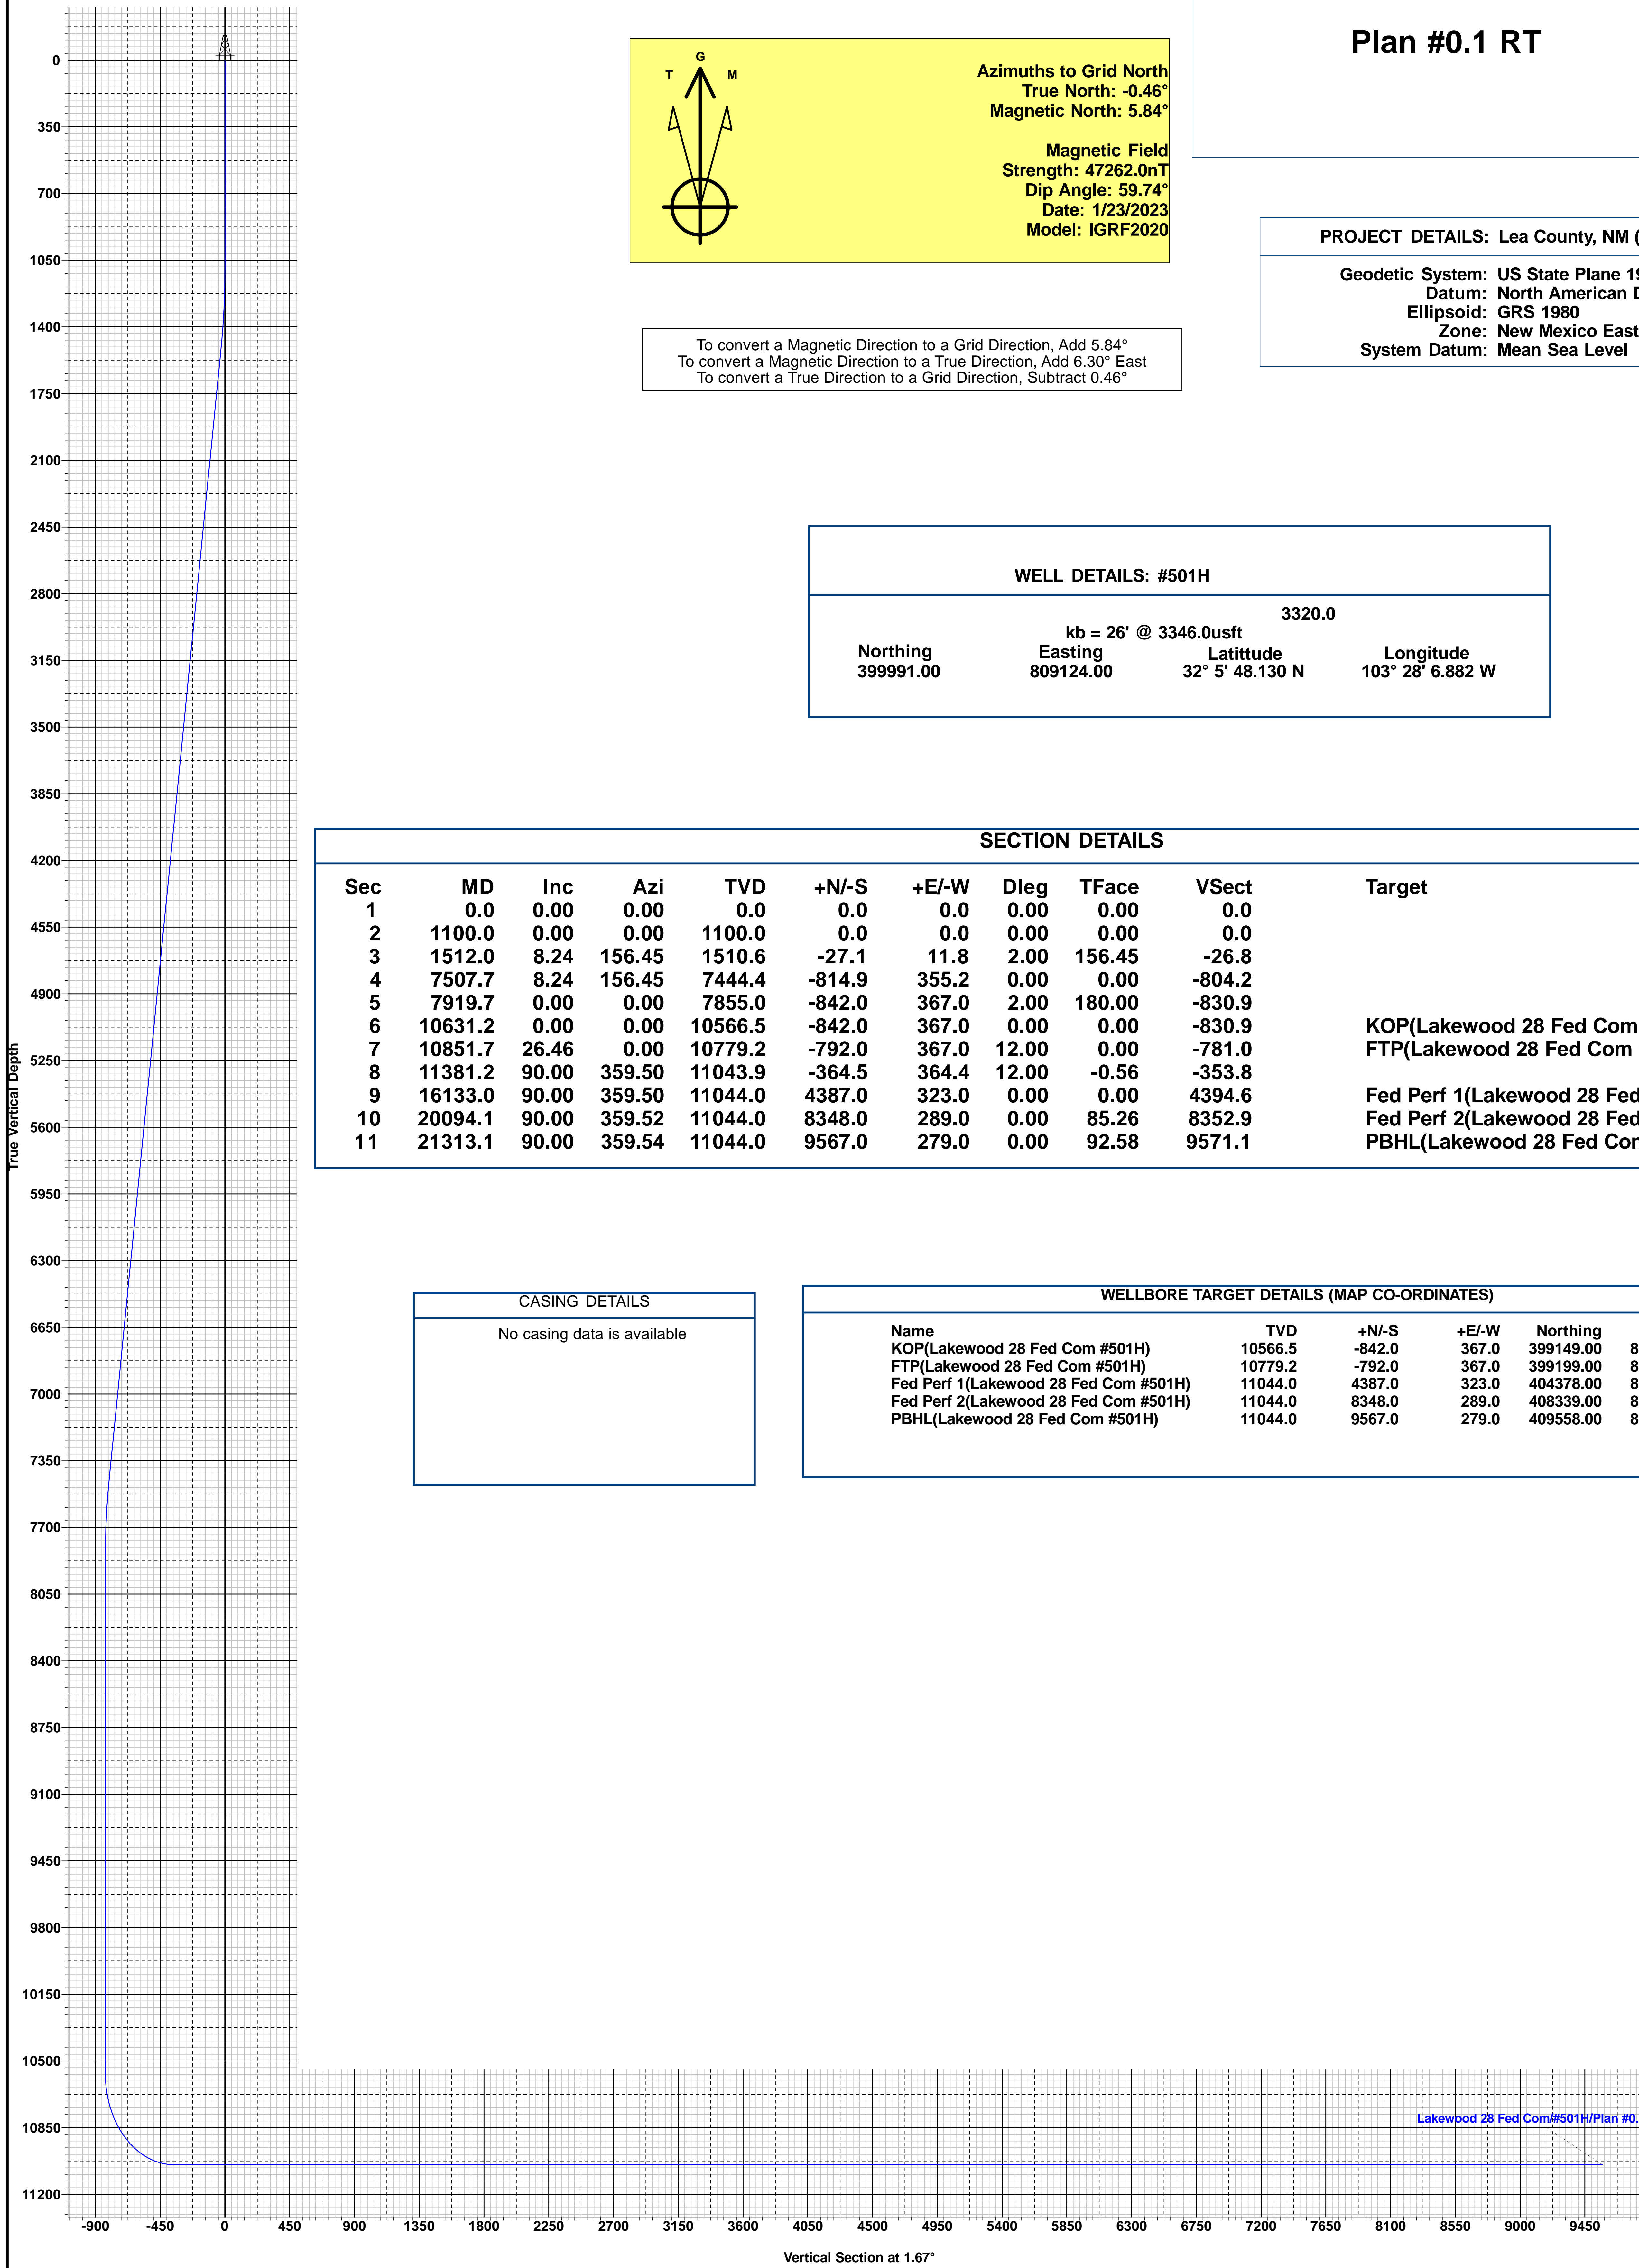 Plan #0.1 RT
G
T M
Azimuths to Grid North
True North: -0.46°
Magnetic North: 5.84°
Magnetic Field
Strength: 47262.0nT
Dip Angle: 59.74°
Date: 1/23/2023
Model: IGRF2020
To convert a Magnetic Direction to a Grid Direction, Add 5.84°
To convert a Magnetic Direction to a True Direction, Add 6.30° East
To convert a True Direction to a Grid Direction, Subtract 0.46°
PROJECT DETAILS: Lea County, NM (
Geodetic System: US State Plane 19
Datum: North American D
Ellipsoid: GRS 1980
Zone: New Mexico East
System Datum: Mean Sea Level
WELL DETAILS: #501H
3320.0
kb = 26' @ 3346.0usft
Northing Easting Latittude Longitude
399991.00 809124.00 32° 5' 48.130 N 103° 28' 6.882 W
SECTION DETAILS
Sec MD Inc Azi TVD +N/-S +E/-W Dleg TFace VSect Target
1 0.0 0.00 0.00 0.0 0.0 0.0 0.00 0.00 0.0
2 1100.0 0.00 0.00 1100.0 0.0 0.0 0.00 0.00 0.0
3 1512.0 8.24 156.45 1510.6 -27.1 11.8 2.00 156.45 -26.8
4 7507.7 8.24 156.45 7444.4 -814.9 355.2 0.00 0.00 -804.2
5 7919.7 0.00 0.00 7855.0 -842.0 367.0 2.00 180.00 -830.9
6 10631.2 0.00 0.00 10566.5 -842.0 367.0 0.00 0.00 -830.9 KOP(Lakewood 28 Fed Com
7 10851.7 26.46 0.00 10779.2 -792.0 367.0 12.00 0.00 -781.0 FTP(Lakewood 28 Fed Com
8 11381.2 90.00 359.50 11043.9 -364.5 364.4 12.00 -0.56 -353.8
9 16133.0 90.00 359.50 11044.0 4387.0 323.0 0.00 0.00 4394.6 Fed Perf 1(Lakewood 28 Fed
10 20094.1 90.00 359.52 11044.0 8348.0 289.0 0.00 85.26 8352.9 Fed Perf 2(Lakewood 28 Fed
11 21313.1 90.00 359.54 11044.0 9567.0 279.0 0.00 92.58 9571.1 PBHL(Lakewood 28 Fed Com
CASING DETAILS
No casing data is available
WELLBORE TARGET DETAILS (MAP CO-ORDINATES)
Name TVD +N/-S +E/-W Northing
KOP(Lakewood 28 Fed Com #501H) 10566.5 -842.0 367.0 399149.00 8
FTP(Lakewood 28 Fed Com #501H) 10779.2 -792.0 367.0 399199.00 8
Fed Perf 1(Lakewood 28 Fed Com #501H) 11044.0 4387.0 323.0 404378.00 8
Fed Perf 2(Lakewood 28 Fed Com #501H) 11044.0 8348.0 289.0 408339.00 8
PBHL(Lakewood 28 Fed Com #501H) 11044.0 9567.0 279.0 409558.00 8
True Vertical Depth
0
350
700
1050
1400
1750
2100
2450
2800
3150
3500
3850
4200
4550
4900
5250
5600
5950
6300
6650
7000
7350
7700
8050
8400
8750
9100
9450
9800
10150
10500
10850
11200
Lakewood 28 Fed Com/#501H/Plan #0.
-900 -450 0 450 900 1350 1800 2250 2700 3150 3600 4050 4500 4950 5400 5850 6300 6750 7200 7650 8100 8550 9000 9450
Vertical Section at 1.67°